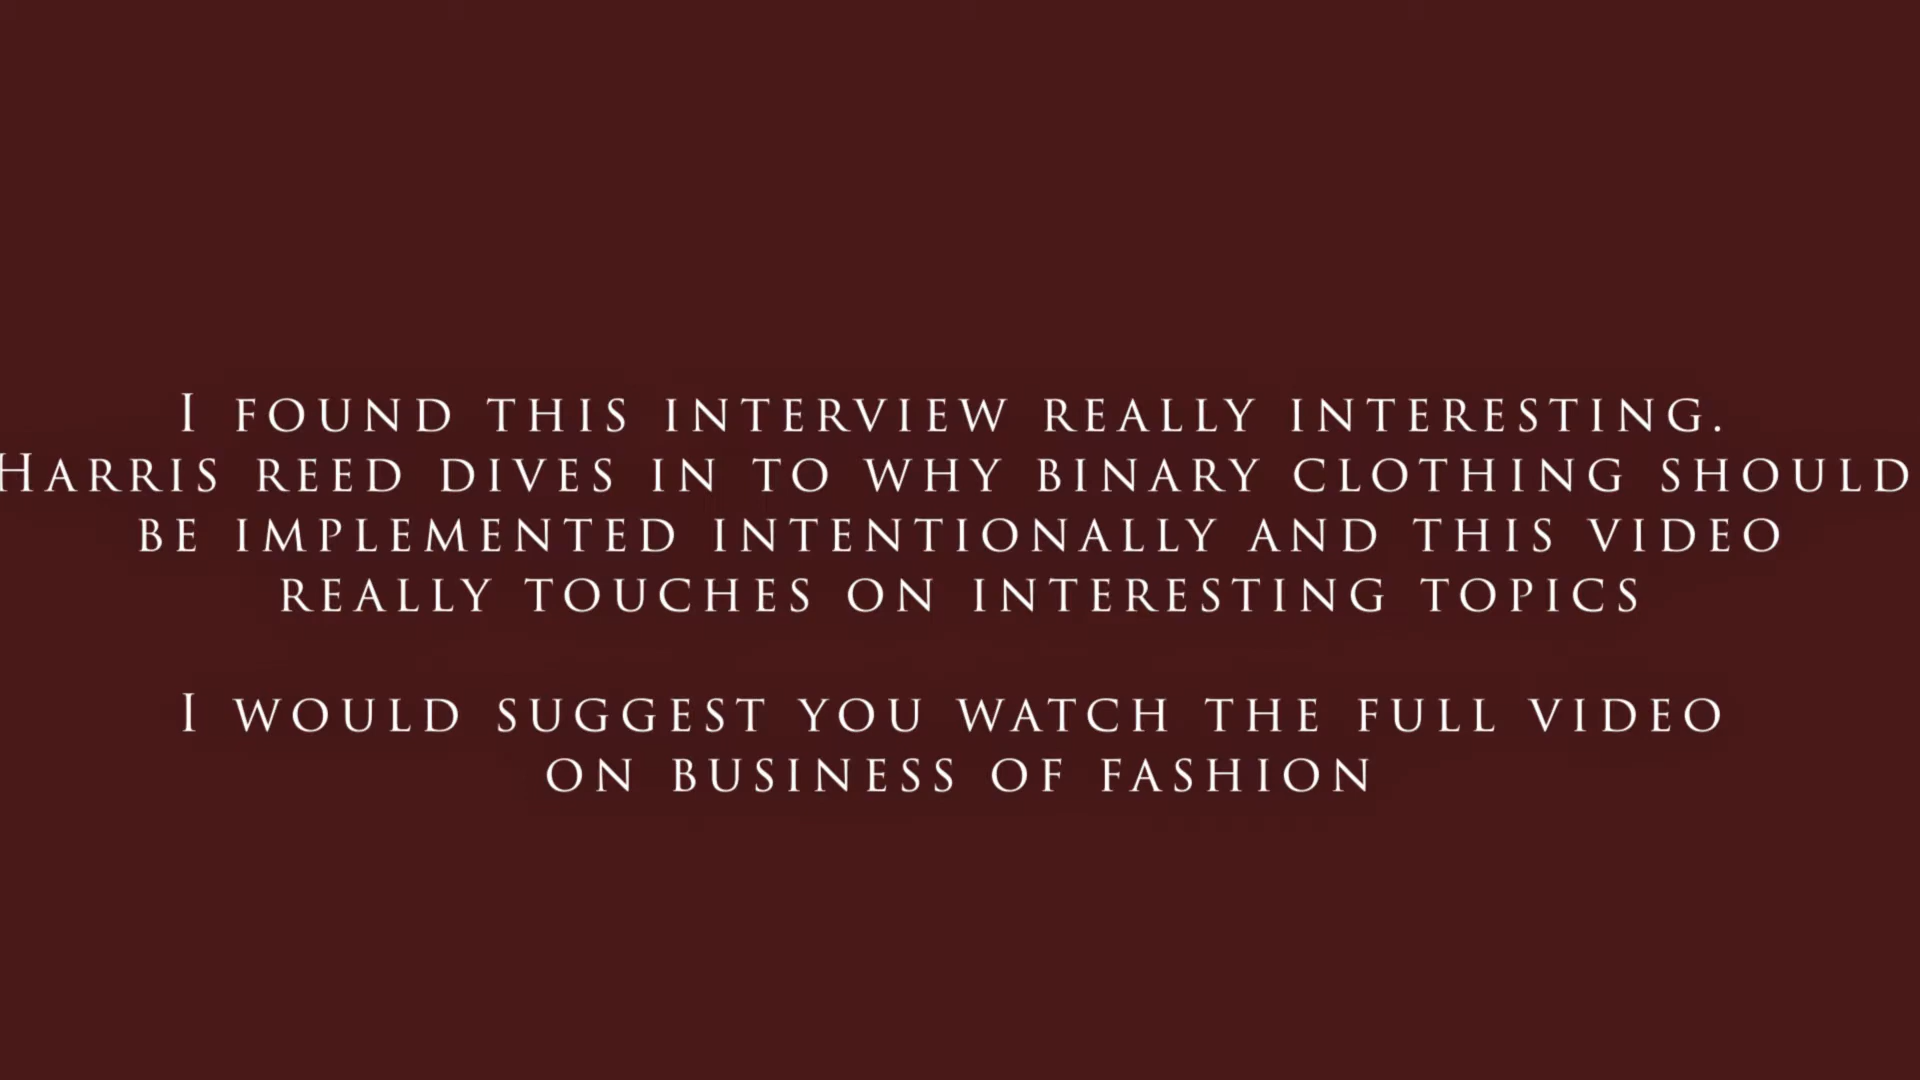 I FOUND THIS INTERVIEW REALLY INTERESTING.
HARRIS REED DIVES IN TO WHY BINARY CLOTHING SHOULD
BE IMPLEMENTED INTENTIONALLY AND THIS VIDEO
REALLY TOUCHES ON INTERESTING TOPICS
I WOULD SUGGEST YOU WATCH THE FULL VIDEO
ON BUSINESS OF FASHION